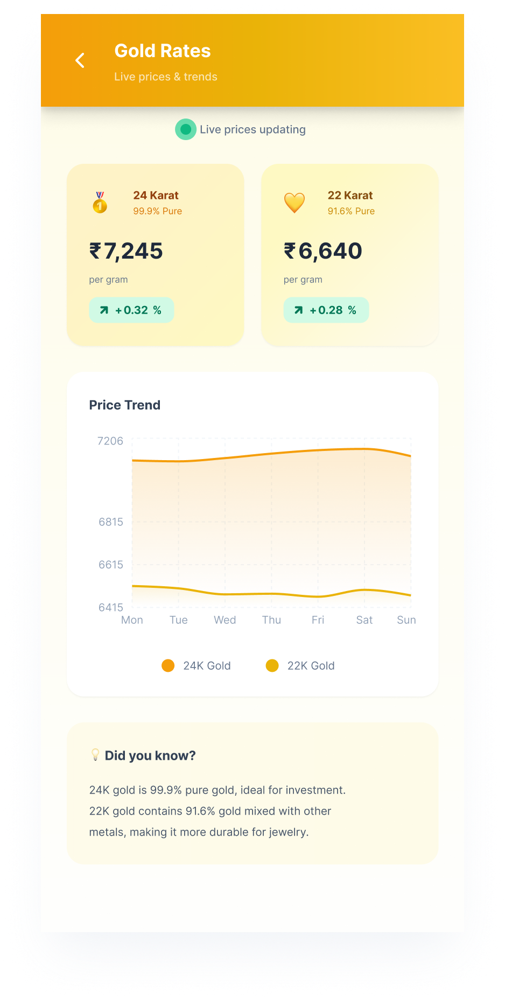 Gold Rates
Live prices & trends
Live prices updating
24 Karat
99.9% Pure
₹7,245
per gram
+0.32 %
22 Karat
91.6% Pure
₹6,640
per gram
+0.28 %
Price Trend
7206
6815
6615
6415
Mon Tue Wed Thu Fri Sat Sun
24K Gold 22K Gold
Did you know?
24K gold is 99.9% pure gold, ideal for investment.
22K gold contains 91.6% gold mixed with other
metals, making it more durable for jewelry.